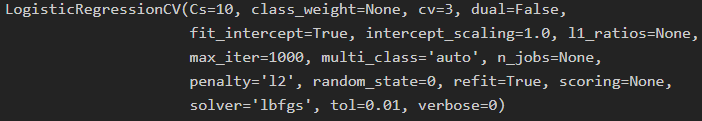 LogisticRegressionCV(Cs=10, class_weight=None, cv=3, dual=False,
fit_intercept=True, intercept_scaling=1.0, l1_ratios=None,
max_iter=1000, multi_class='auto', n_jobs=None,
penalty='l2', random_state=0, refit=True, scoring=None,
solver='lbfgs', tol=0.01, verbose=0)